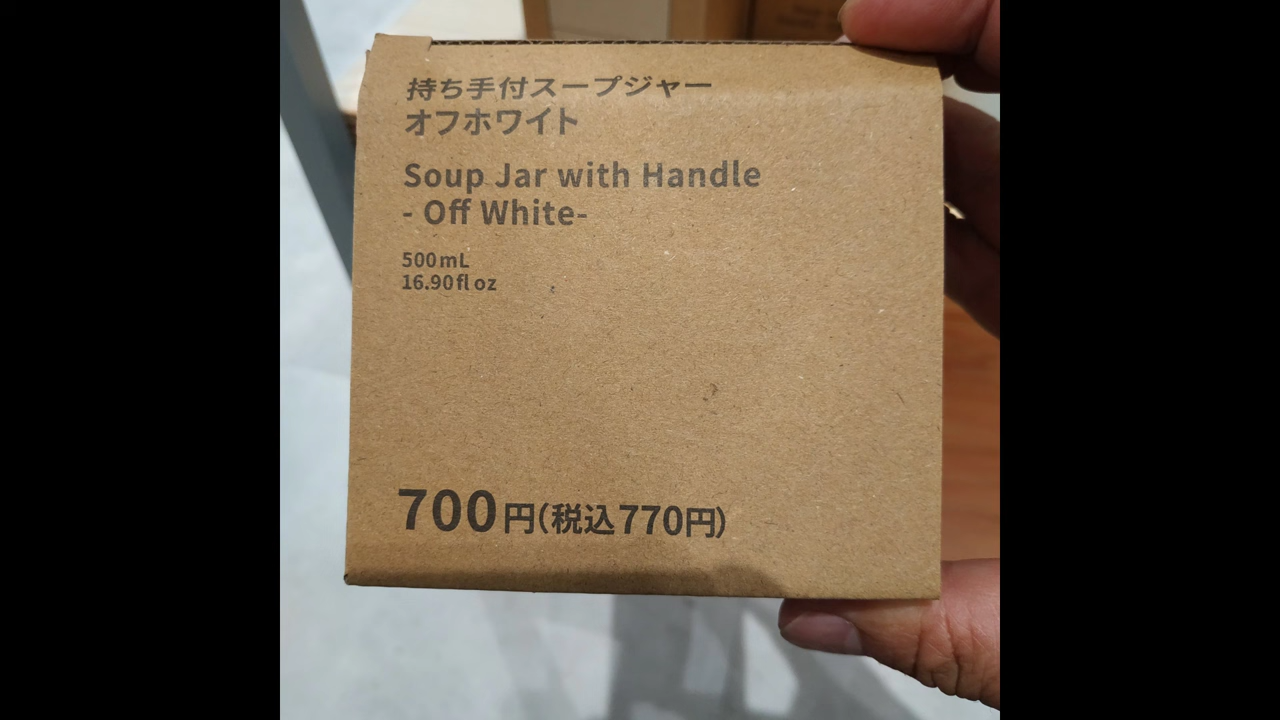 持ち手付スープジャー
オフホワイト
Soup Jar with Handle
- Off White-
500mL
16.90fl oz
700円(税込770円)